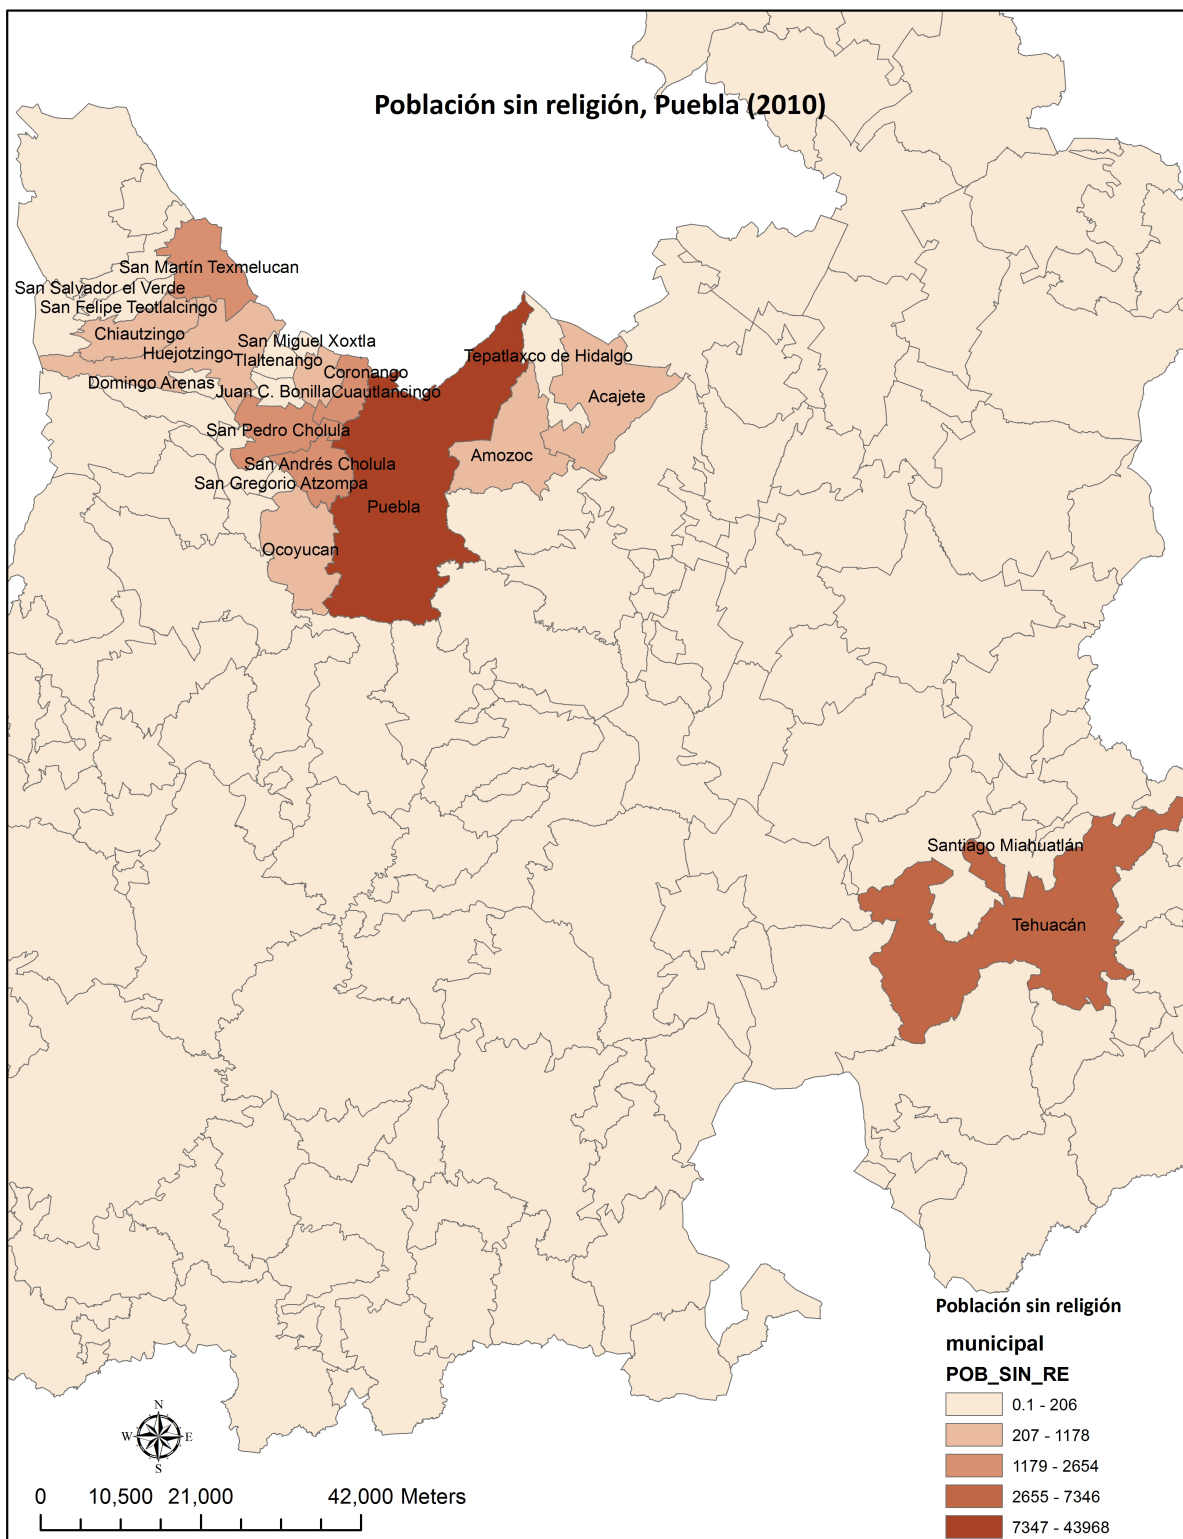 Población sin religión, Puebla (2010)
San Martín Texmelucan
San Salvador el Verde
San Felipe Teotlalcingo
Chiautzingo
San Miguel Xoxtla
Huejotzingo
Tlaltenango
Tepatlaxco de Hidalgo
Coronango
Domingo Arenas
Juan C. Bonilla
Cuautlancingo
Acajete
San Pedro Cholula
Amozoc
San Andrés Cholula
San Gregorio Atzompa
Puebla
Ocoyucan
Santiago Miahuatlán
Tehuacán
Población sin religión
municipal
POB_SIN_RE
0.1 - 206
207 - 1178
1179 - 2654
2655 - 7346
7347 - 43968
N
W E
S
0 10,500 21,000 42,000 Meters